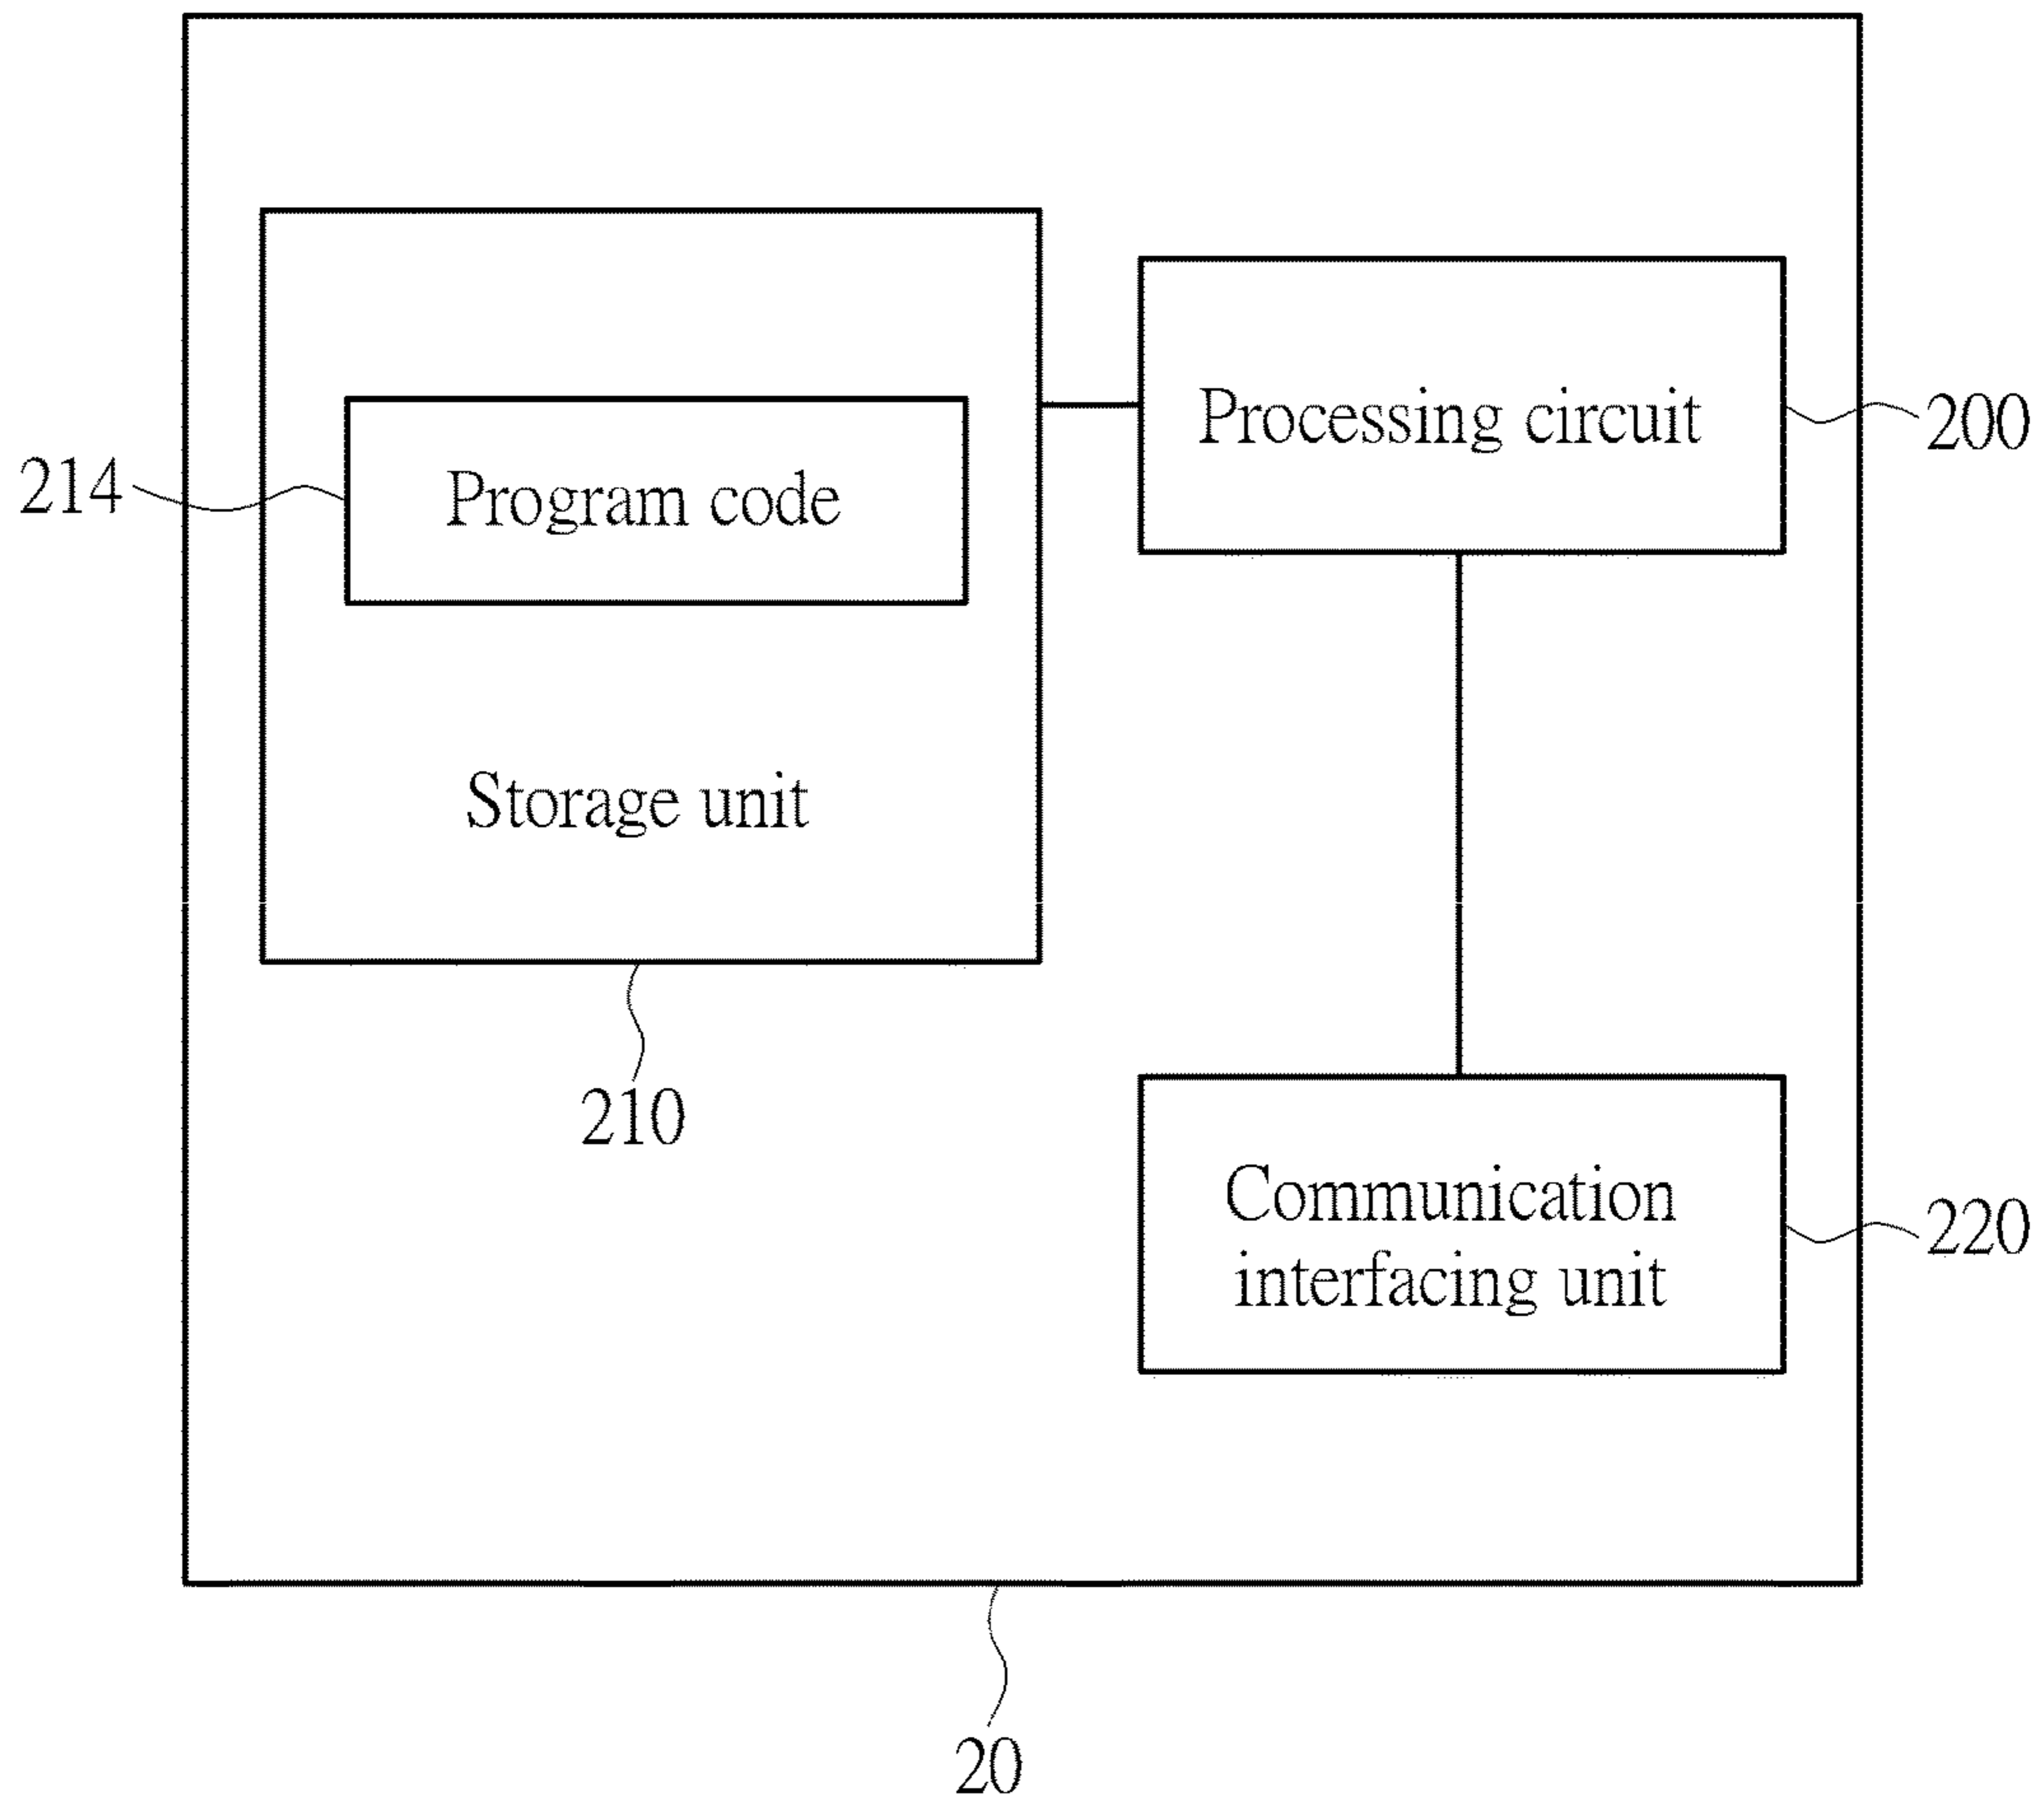 Processing circuit
200
214
Program code
Storage unit
210
Communication
interfacing unit
220
20